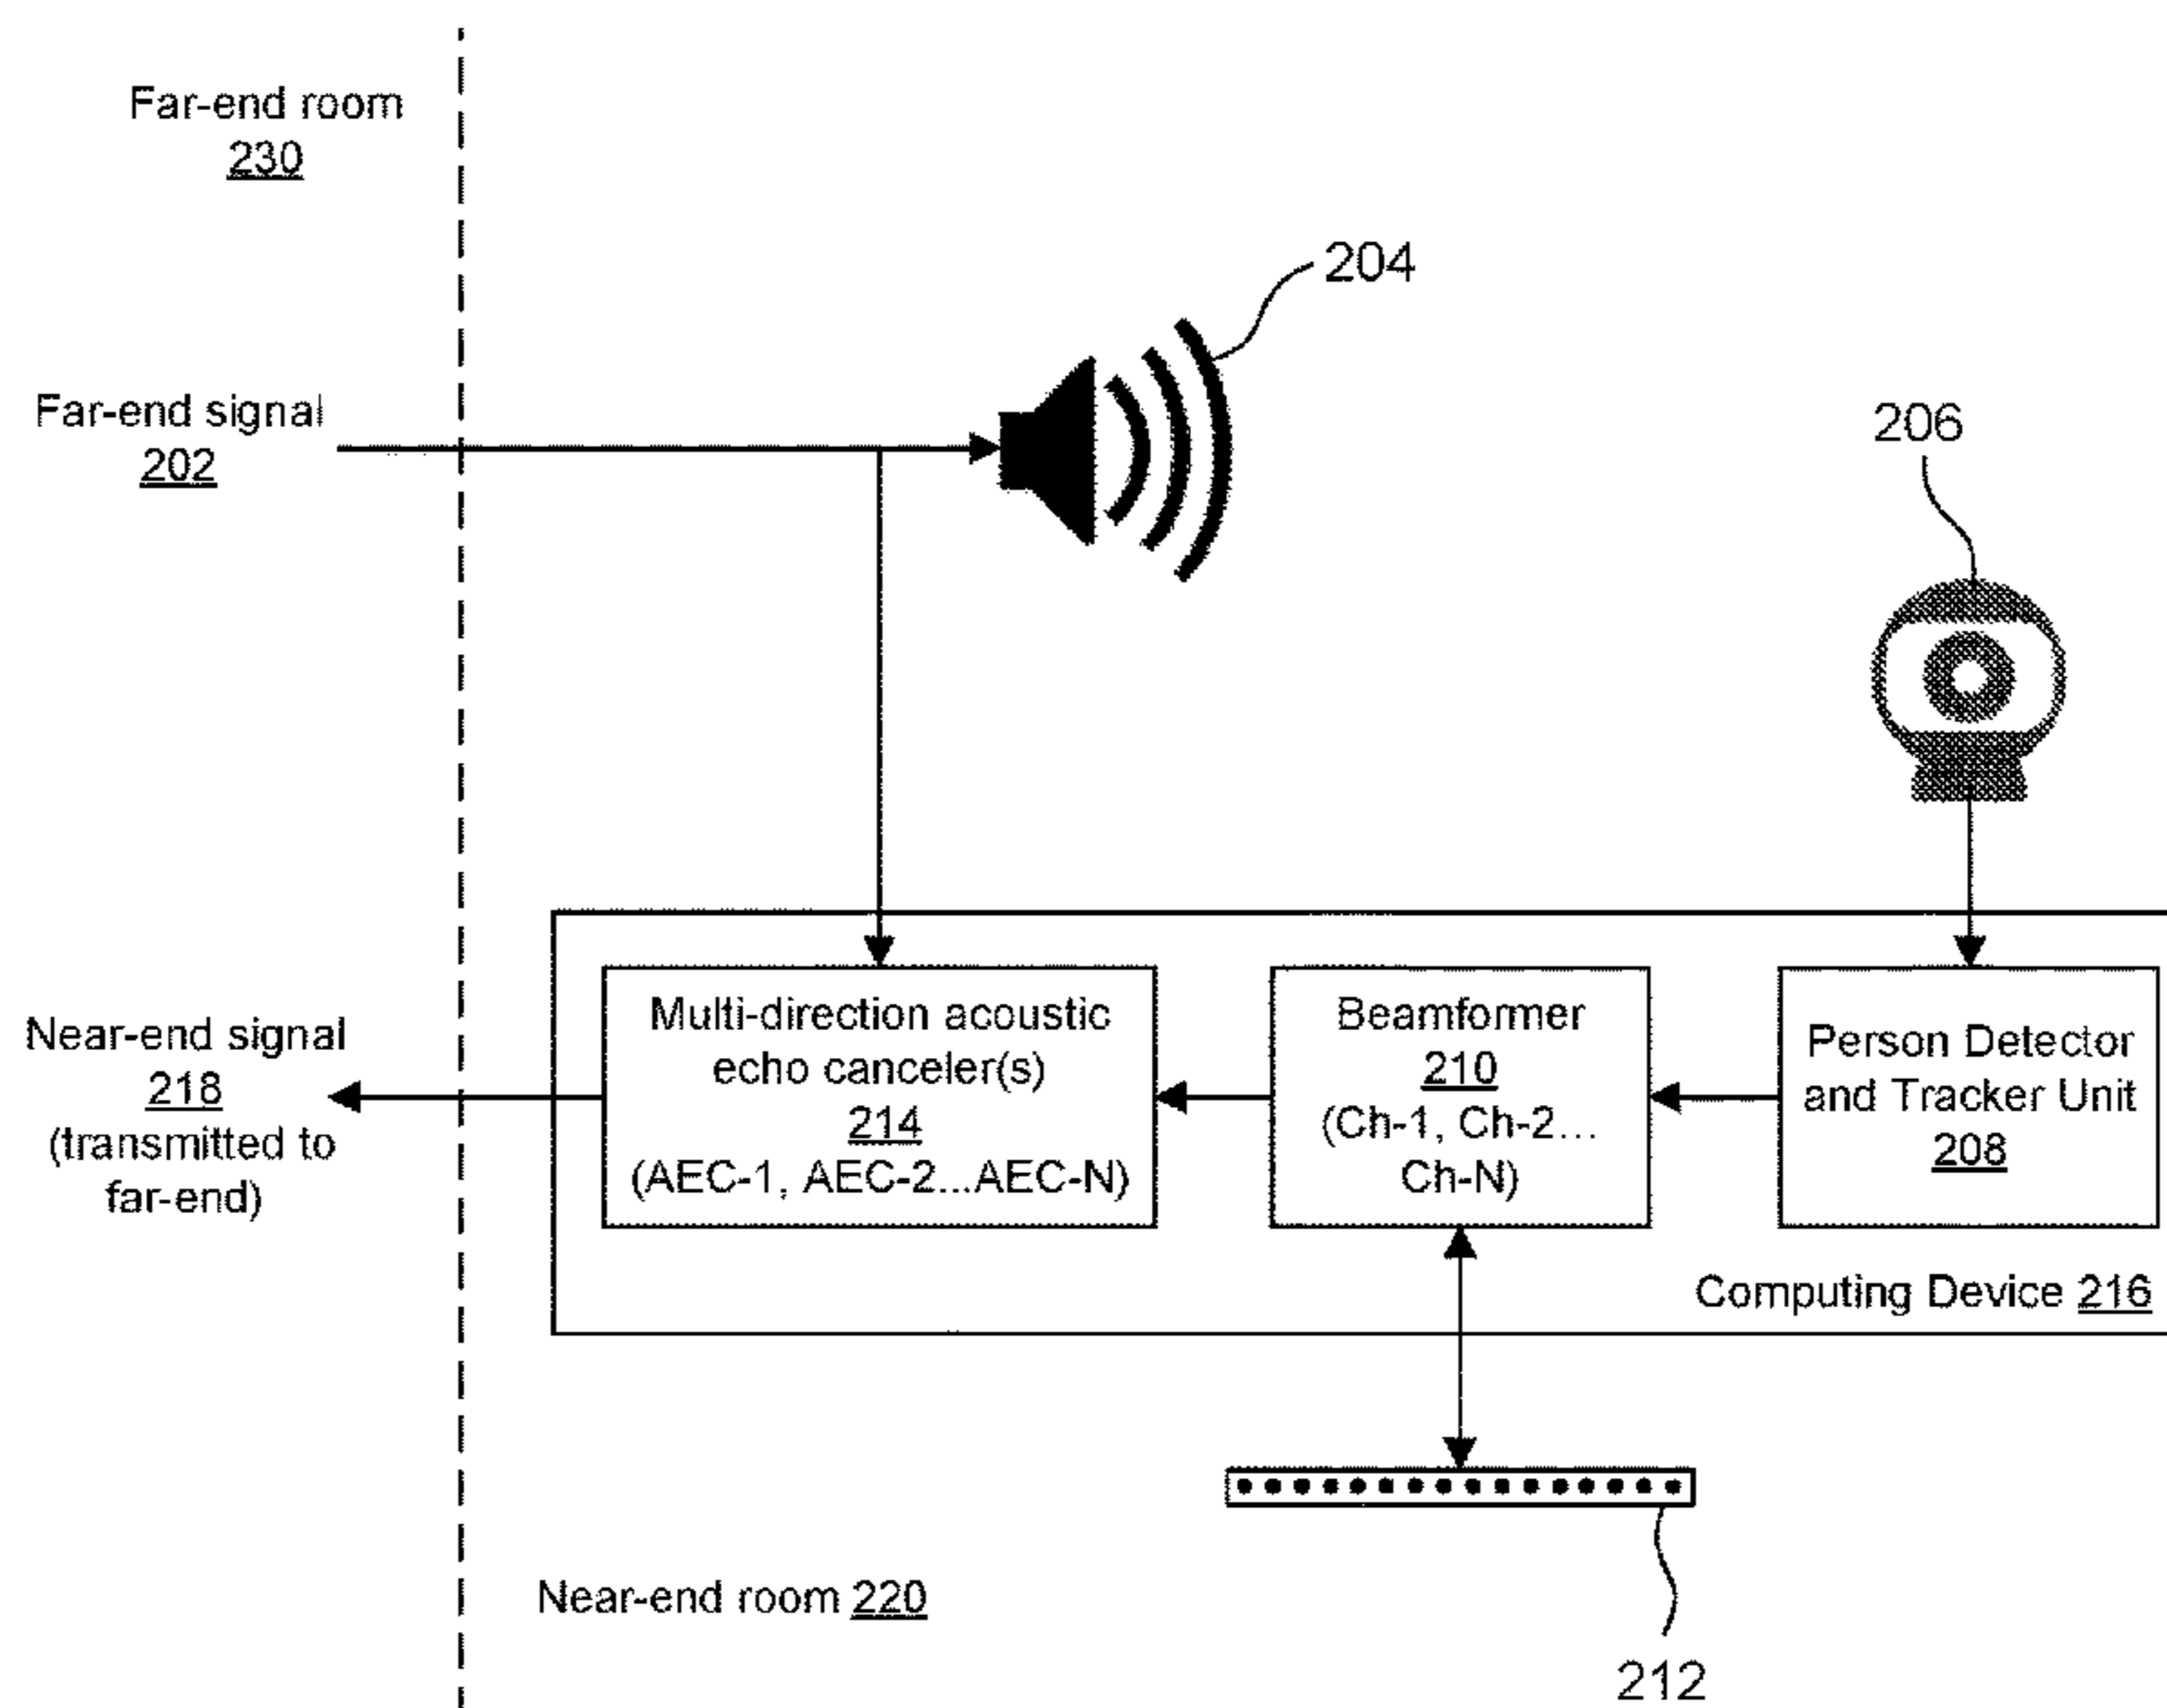 Far-end room
230
204
Far-end signal
202
206
Near-end signal
218
(transmitted to
far-end)
Multi-direction acoustic
echo canceler(s)
214
(AEC-1, AEC-2...AEC-N)
Beamformer
210
(Ch-1, Ch-2...
Ch-N)
Person Detector
and Tracker Unit
208
Computing Device 216
Near-end room 220
212